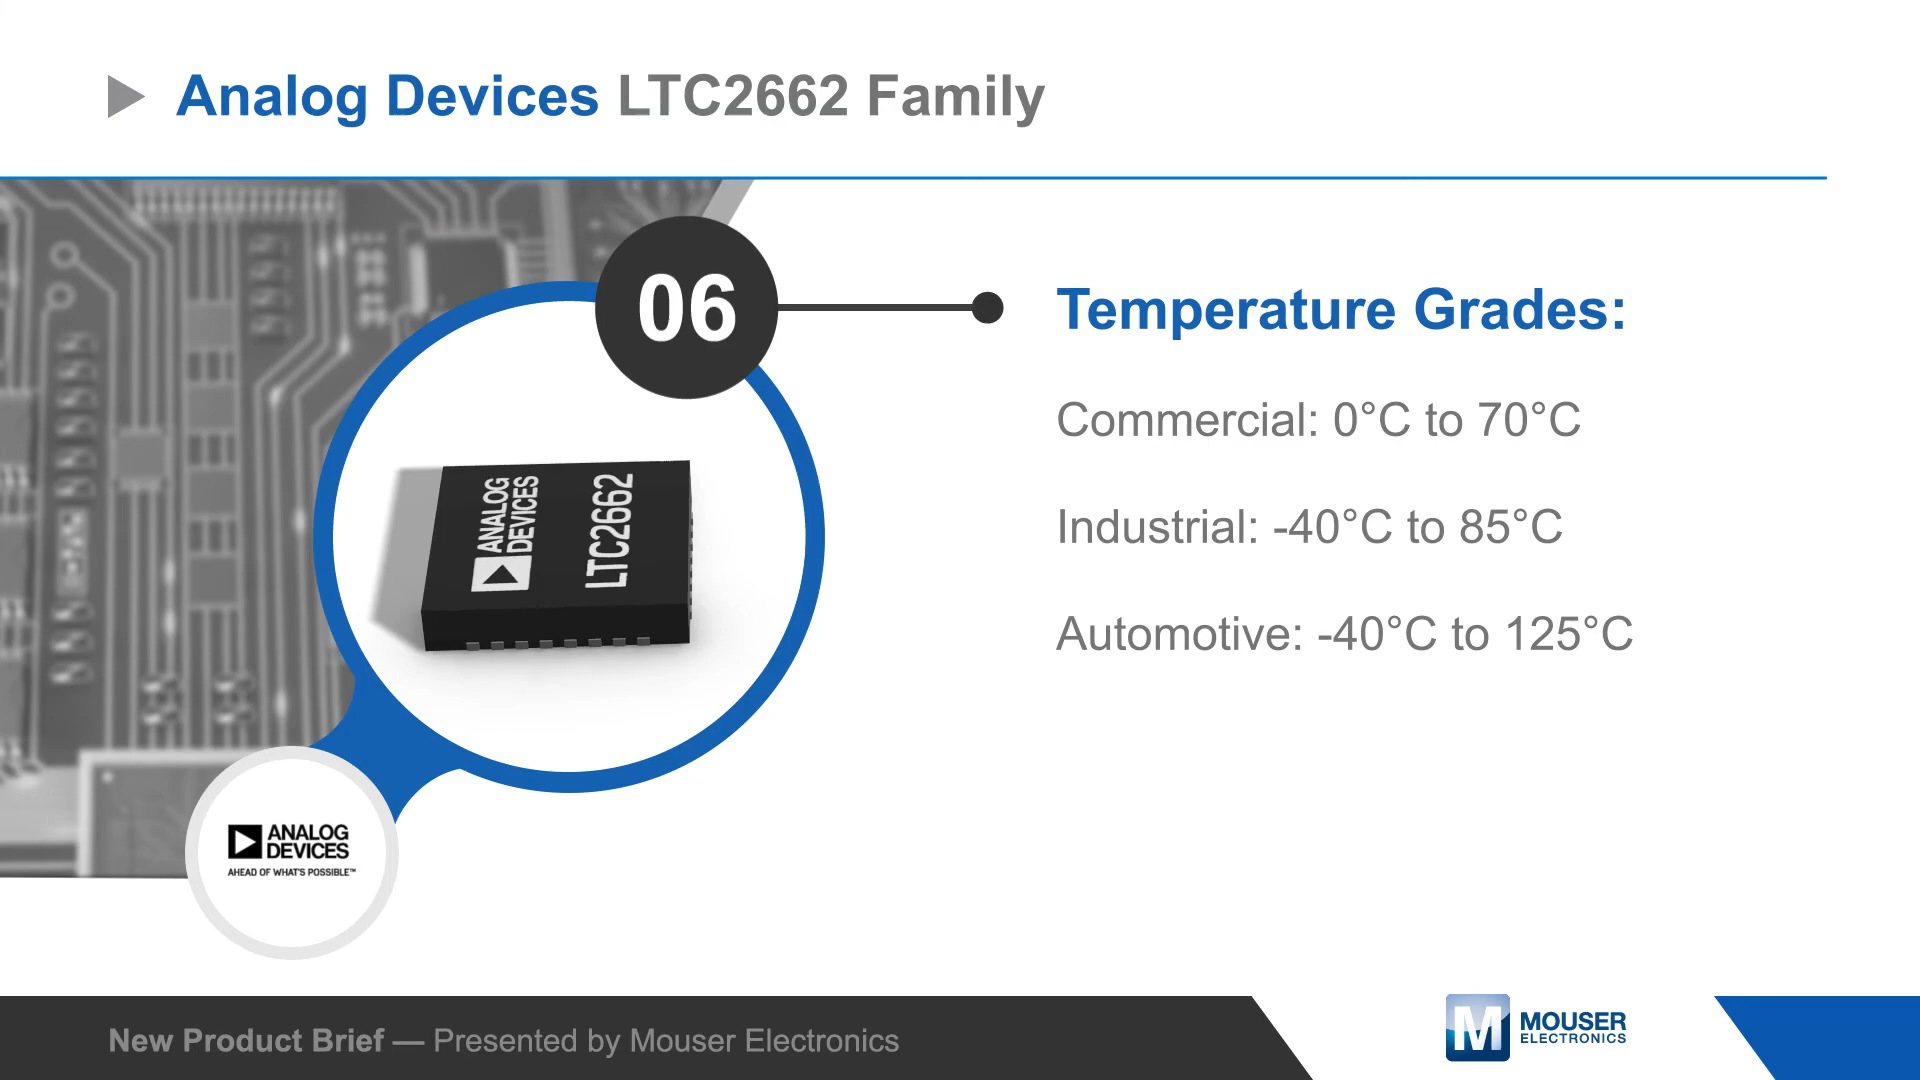 Analog Devices LTC2662 Family
06
Temperature Grades:
Commercial: 0°C to 70°C
Industrial: -40°C to 85°C
Automotive: -40°C to 125°C
ANALOG
DEVICES
LTC2662
ANALOG
DEVICES
AHEAD OF WHAT'S POSSIBLE™
New Product Brief — Presented by Mouser Electronics
M
MOUSER
ELECTRONICS